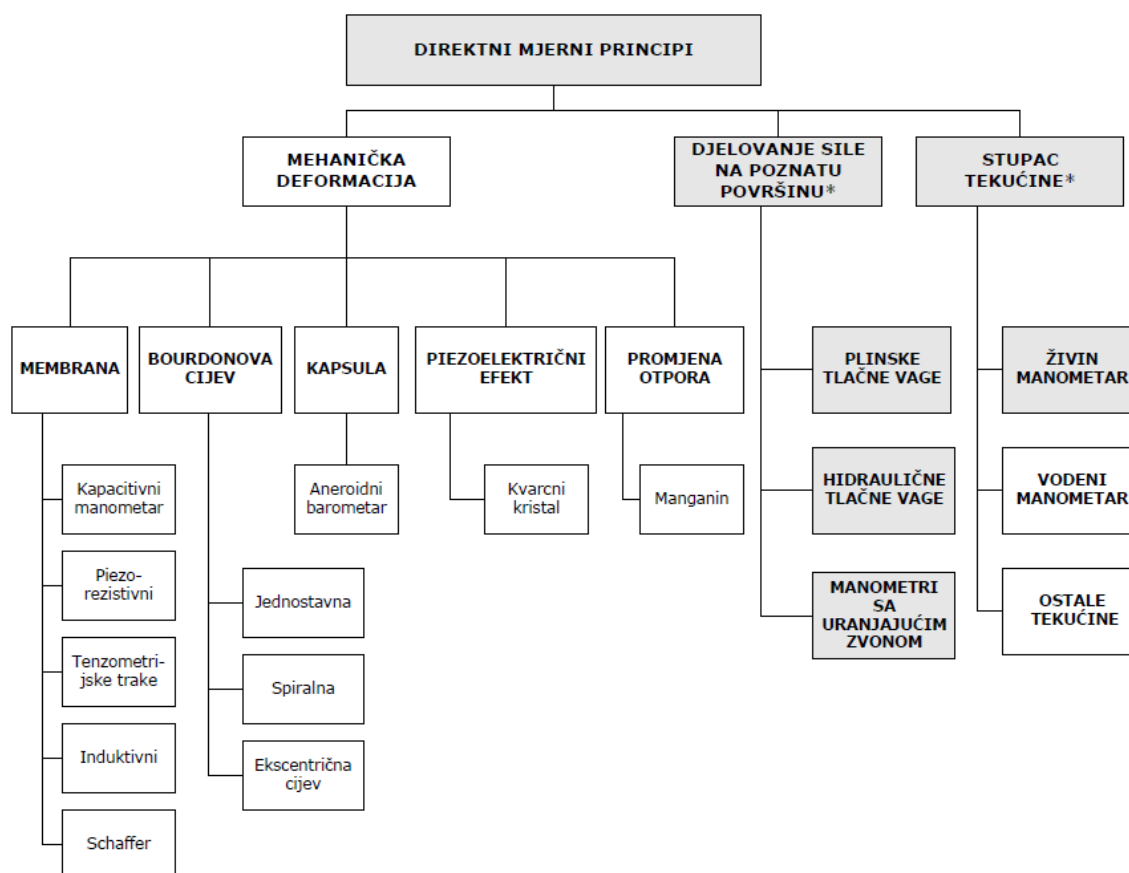 DIREKTNI MJERNI PRINCIPI
MEHANIČKA
DEFORMACIJA
DJELOVANJE SILE
NA POZNATU
POVRŠINU*
STUPAC
TEKUĆINE*
MEMBRANA
BOURDONOVA
CIJEV
KAPSULA
PIEZOELEKTRIČNI
EFEKT
PROMJENA
OTPORA
PLINSKE
TLAČNE VAGE
ŽIVIN
MANOMETAR
Kapacitivni
manometar
Aneroidni
barometar
Kvarcni
kristal
Manganin
HIDRAULIČNE
TLAČNE VAGE
VODENI
MANOMETAR
Piezo-
rezistivni
Jednostavna
MANOMETRI
SA
URANJAJUĆIM
ZVONOM
OSTALE
TEKUĆINE
Tenzometri-
jske trake
Spiralna
Induktivni
Ekscentrična
cijev
Schaffer